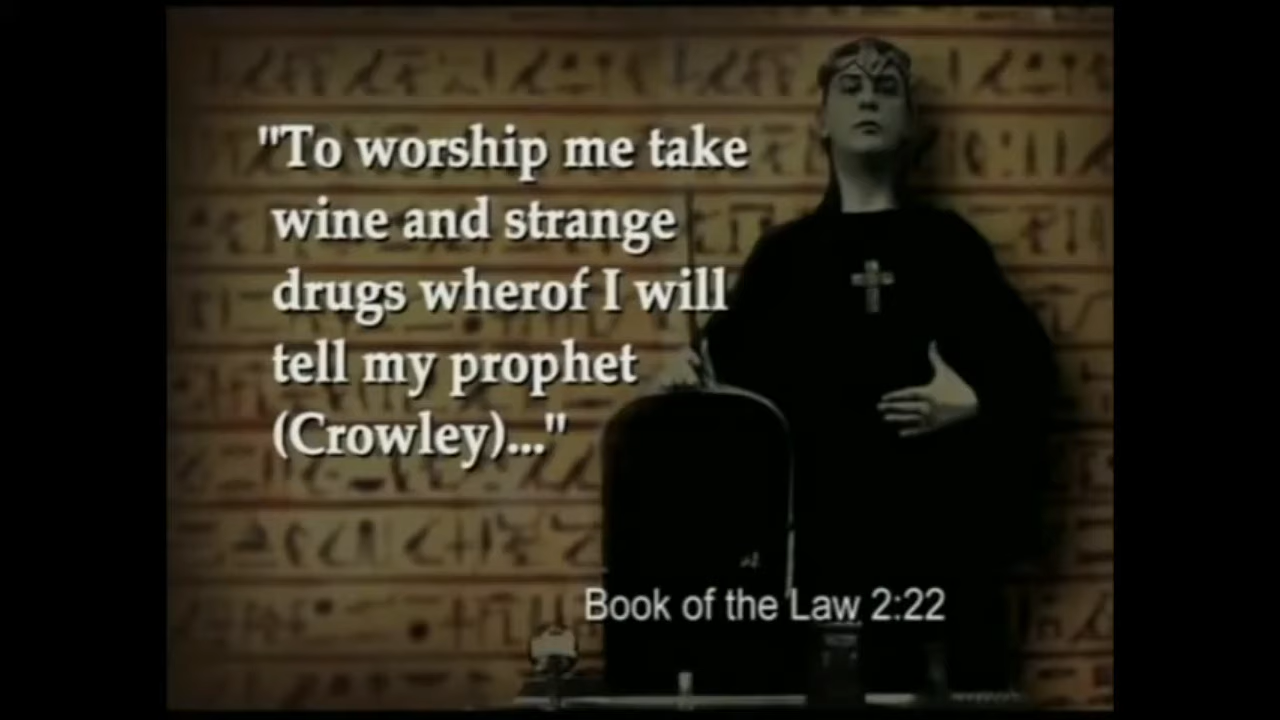 "To worship me take
wine and strange
drugs wherof I will
tell my prophet
(Crowley)..."
Book of the Law 2:22